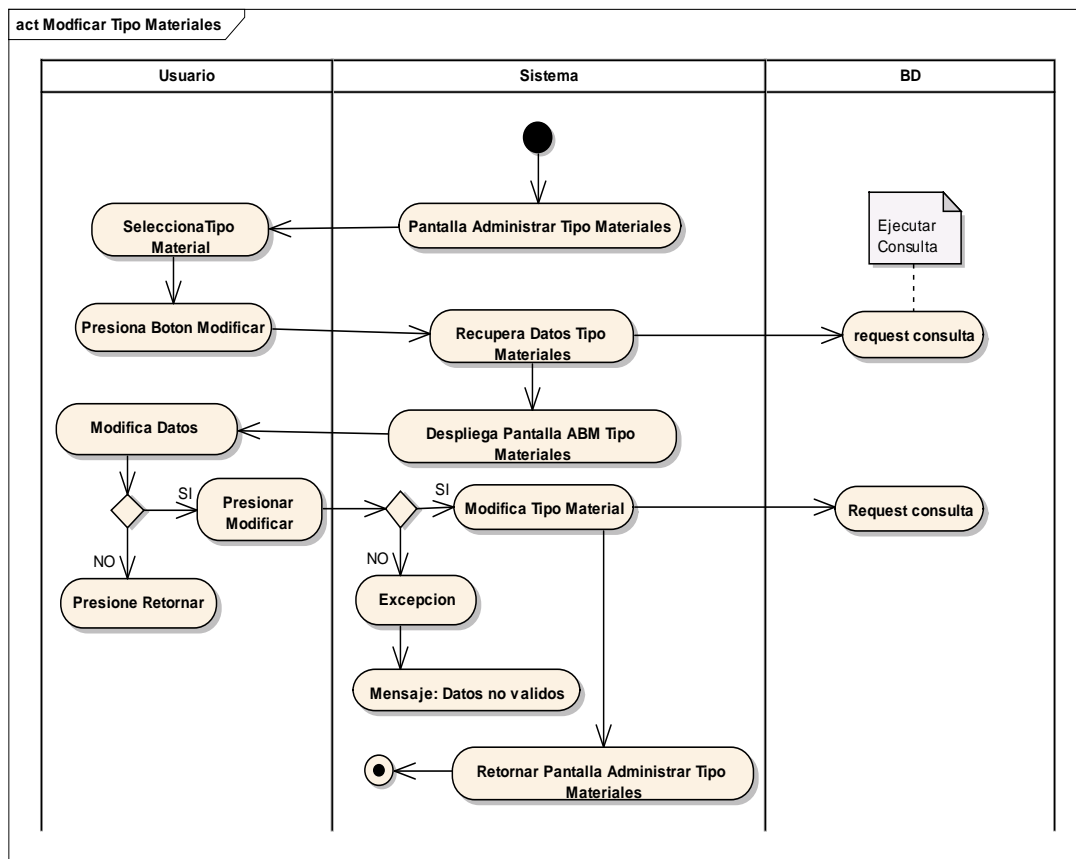 act Modficar Tipo Materiales
Usuario
Sistema
BD
SeleccionaTipo
Material
Pantalla Administrar Tipo Materiales
Ejecutar
Consulta
Presiona Boton Modificar
Recupera Datos Tipo
Materiales
request consulta
Modifica Datos
Despliega Pantalla ABM Tipo
Materiales
SI
Presionar
Modificar
SI
Modifica Tipo Material
Request consulta
NO
Presione Retornar
NO
Excepcion
Mensaje: Datos no validos
Retornar Pantalla Administrar Tipo
Materiales